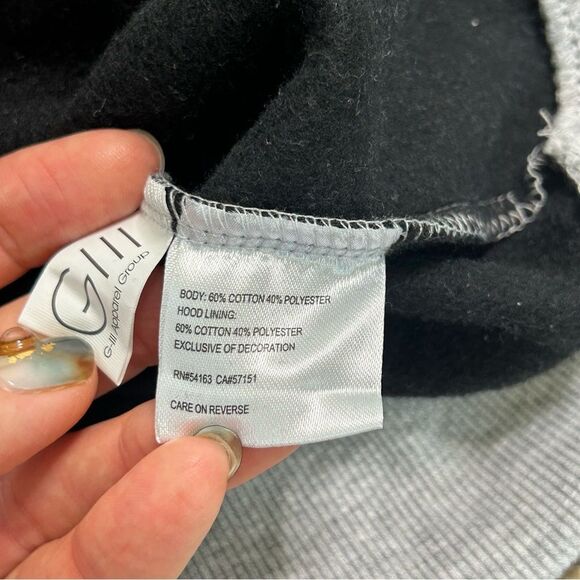 GIII
G-III Apparel Group
BODY: 60% COTTON 40% POLYESTER
HOOD LINING:
60% COTTON 40% POLYESTER
EXCLUSIVE OF DECORATION
RN#54163 CA#57151
CARE ON REVERSE